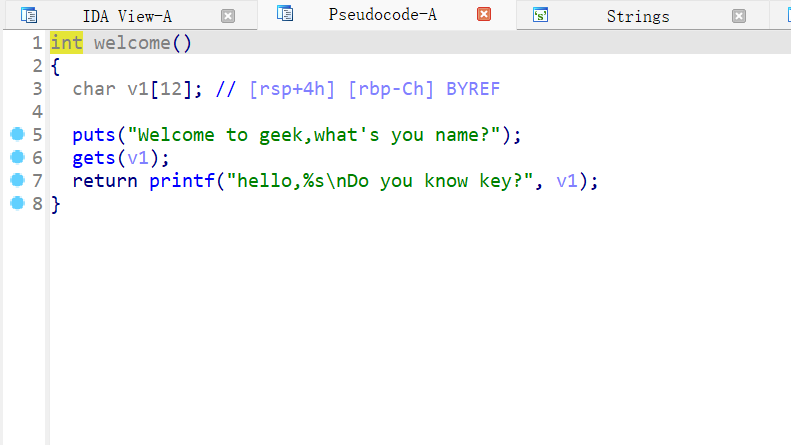 IDA View-A Pseudocode-A Strings
1 int welcome()
2 {
3 char v1[12]; // [rsp+4h] [rbp-Ch] BYREF
4
5 puts("Welcome to geek,what's you name?");
6 gets(v1);
7 return printf("hello,%s\nDo you know key?", v1);
8 }